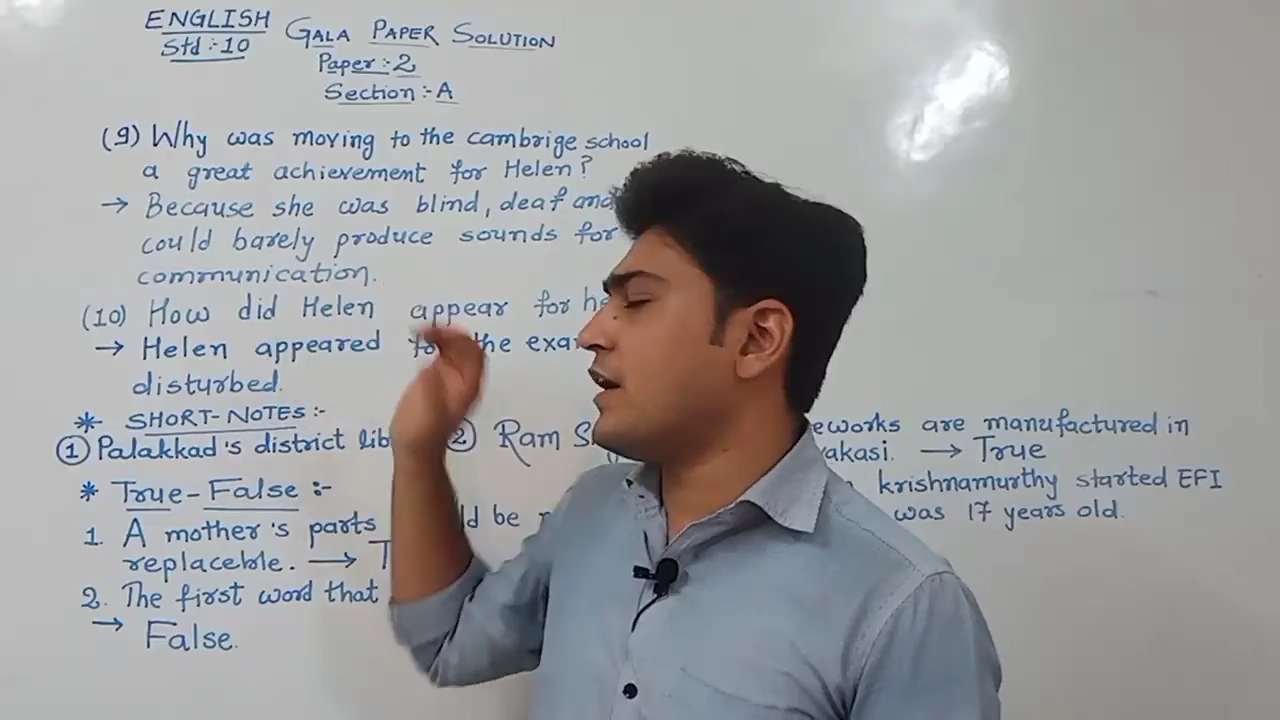 ENGLISH
Std :- 10
GALA PAPER SOLUTION
Paper :- 2
Section :- A
(9) Why was moving to the cambrige school
a great achievement for Helen?
→ Because she was blind, deaf and
could barely produce sounds for
communication.
(10) How did Helen appear for
→ Helen appeared the
disturbed.
* SHORT-NOTES :-
① Palakkad's district
② Ram
* True-False :-
1. A mother's parts be
replaceble. →
2. The first word that
→ False.
are manufactured in
→ True
krishnamurthy started EFI
was 17 years old.